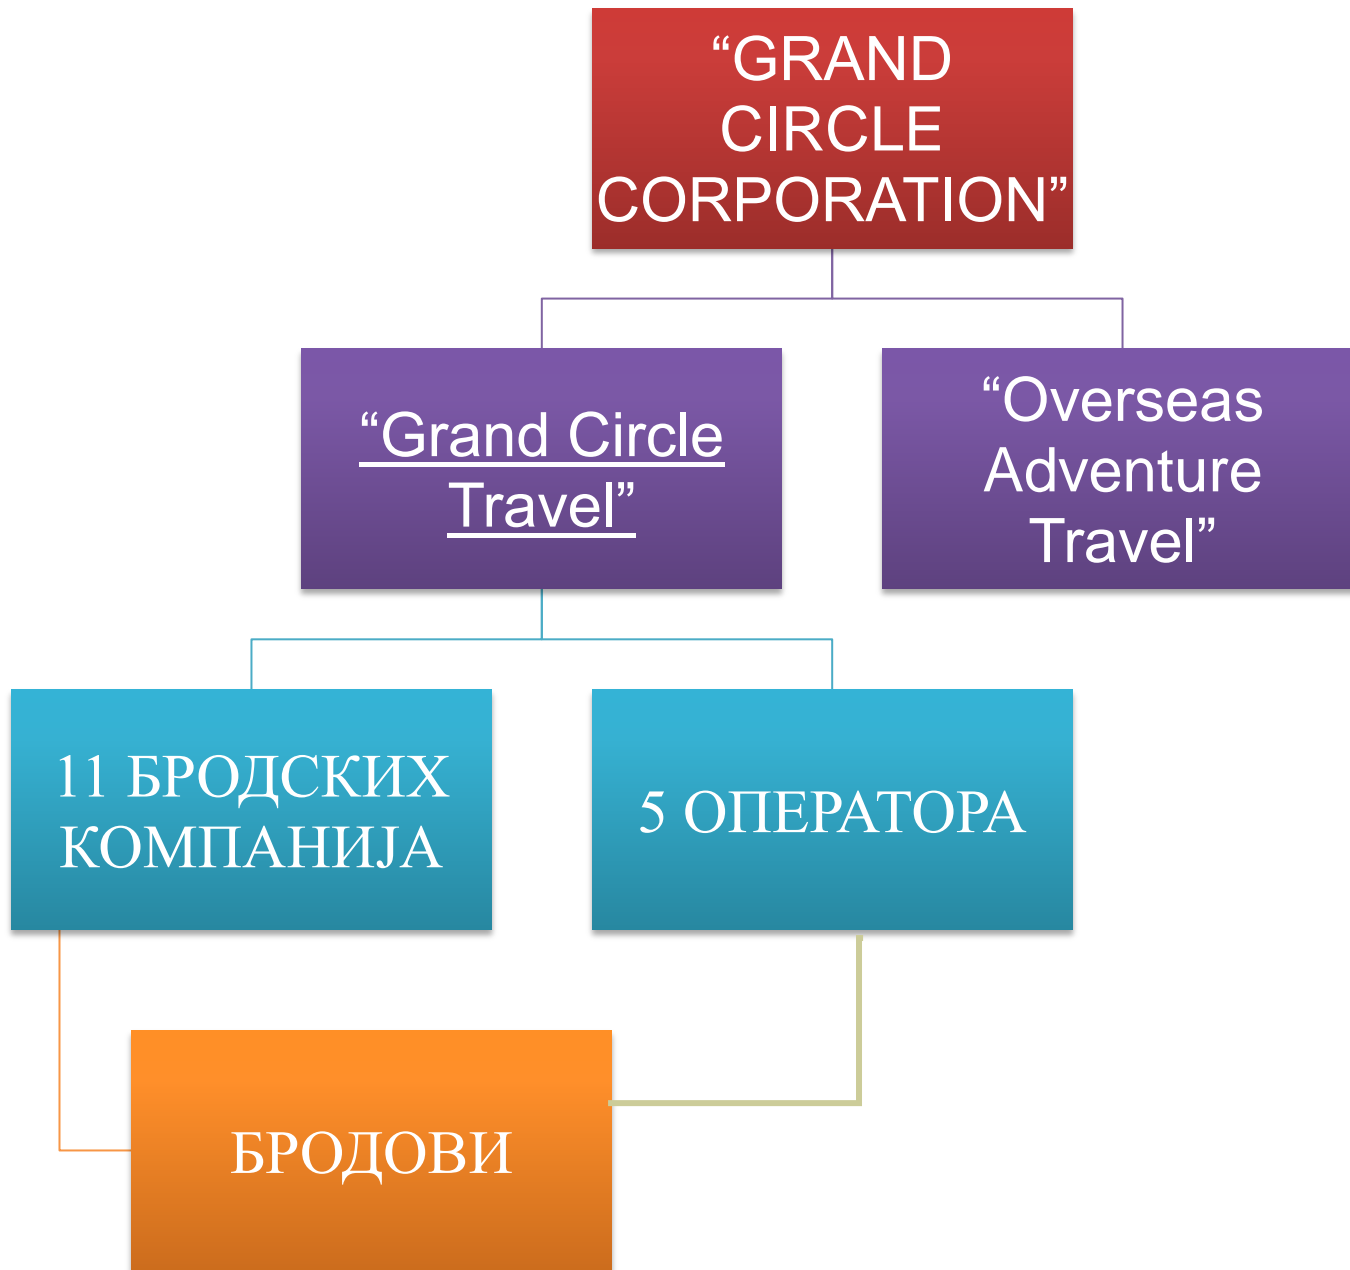 “GRAND
CIRCLE
CORPORATION”
“Grand Circle
Travel”
“Overseas
Adventure
Travel”
11 БРОДСКИХ
КОМПАНИЈА
5 ОПЕРАТОРА
БРОДОВИ